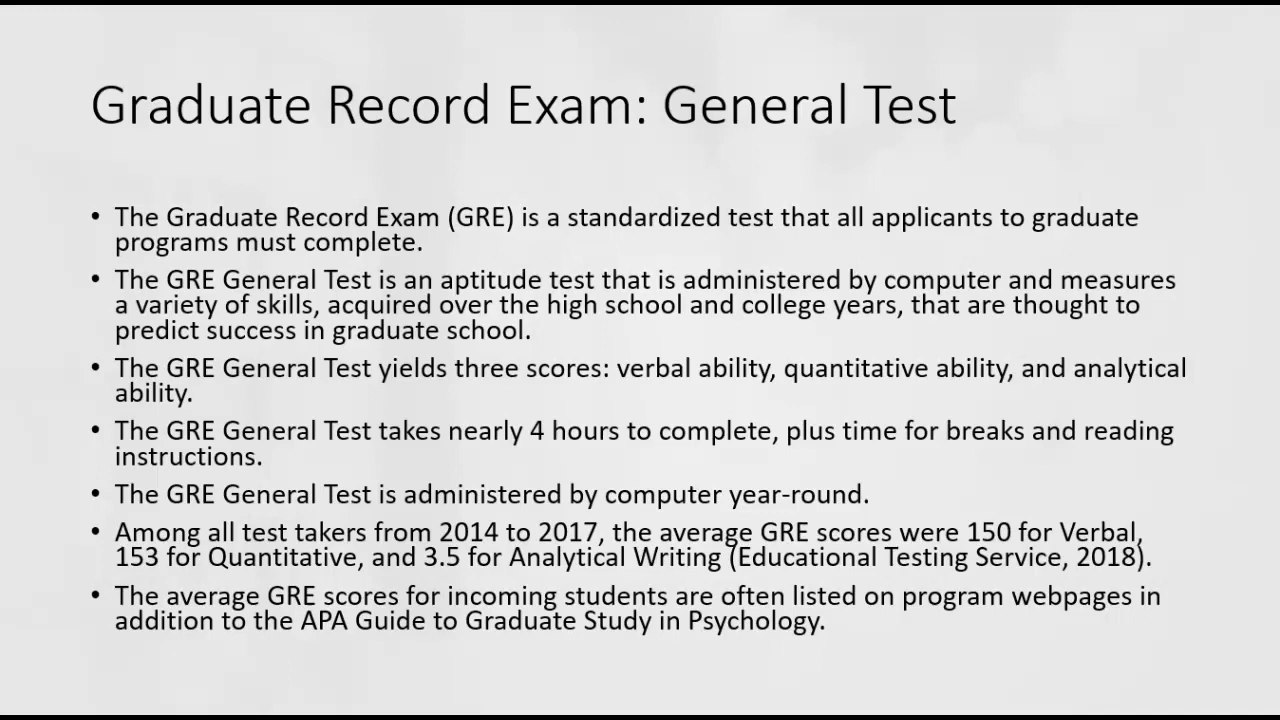 Graduate Record Exam: General Test
• The Graduate Record Exam (GRE) is a standardized test that all applicants to graduate
programs must complete.
• The GRE General Test is an aptitude test that is administered by computer and measures
a variety of skills, acquired over the high school and college years, that are thought to
predict success in graduate school.
• The GRE General Test yields three scores: verbal ability, quantitative ability, and analytical
ability.
• The GRE General Test takes nearly 4 hours to complete, plus time for breaks and reading
instructions.
• The GRE General Test is administered by computer year-round.
• Among all test takers from 2014 to 2017, the average GRE scores were 150 for Verbal,
153 for Quantitative, and 3.5 for Analytical Writing (Educational Testing Service, 2018).
• The average GRE scores for incoming students are often listed on program webpages in
addition to the APA Guide to Graduate Study in Psychology.